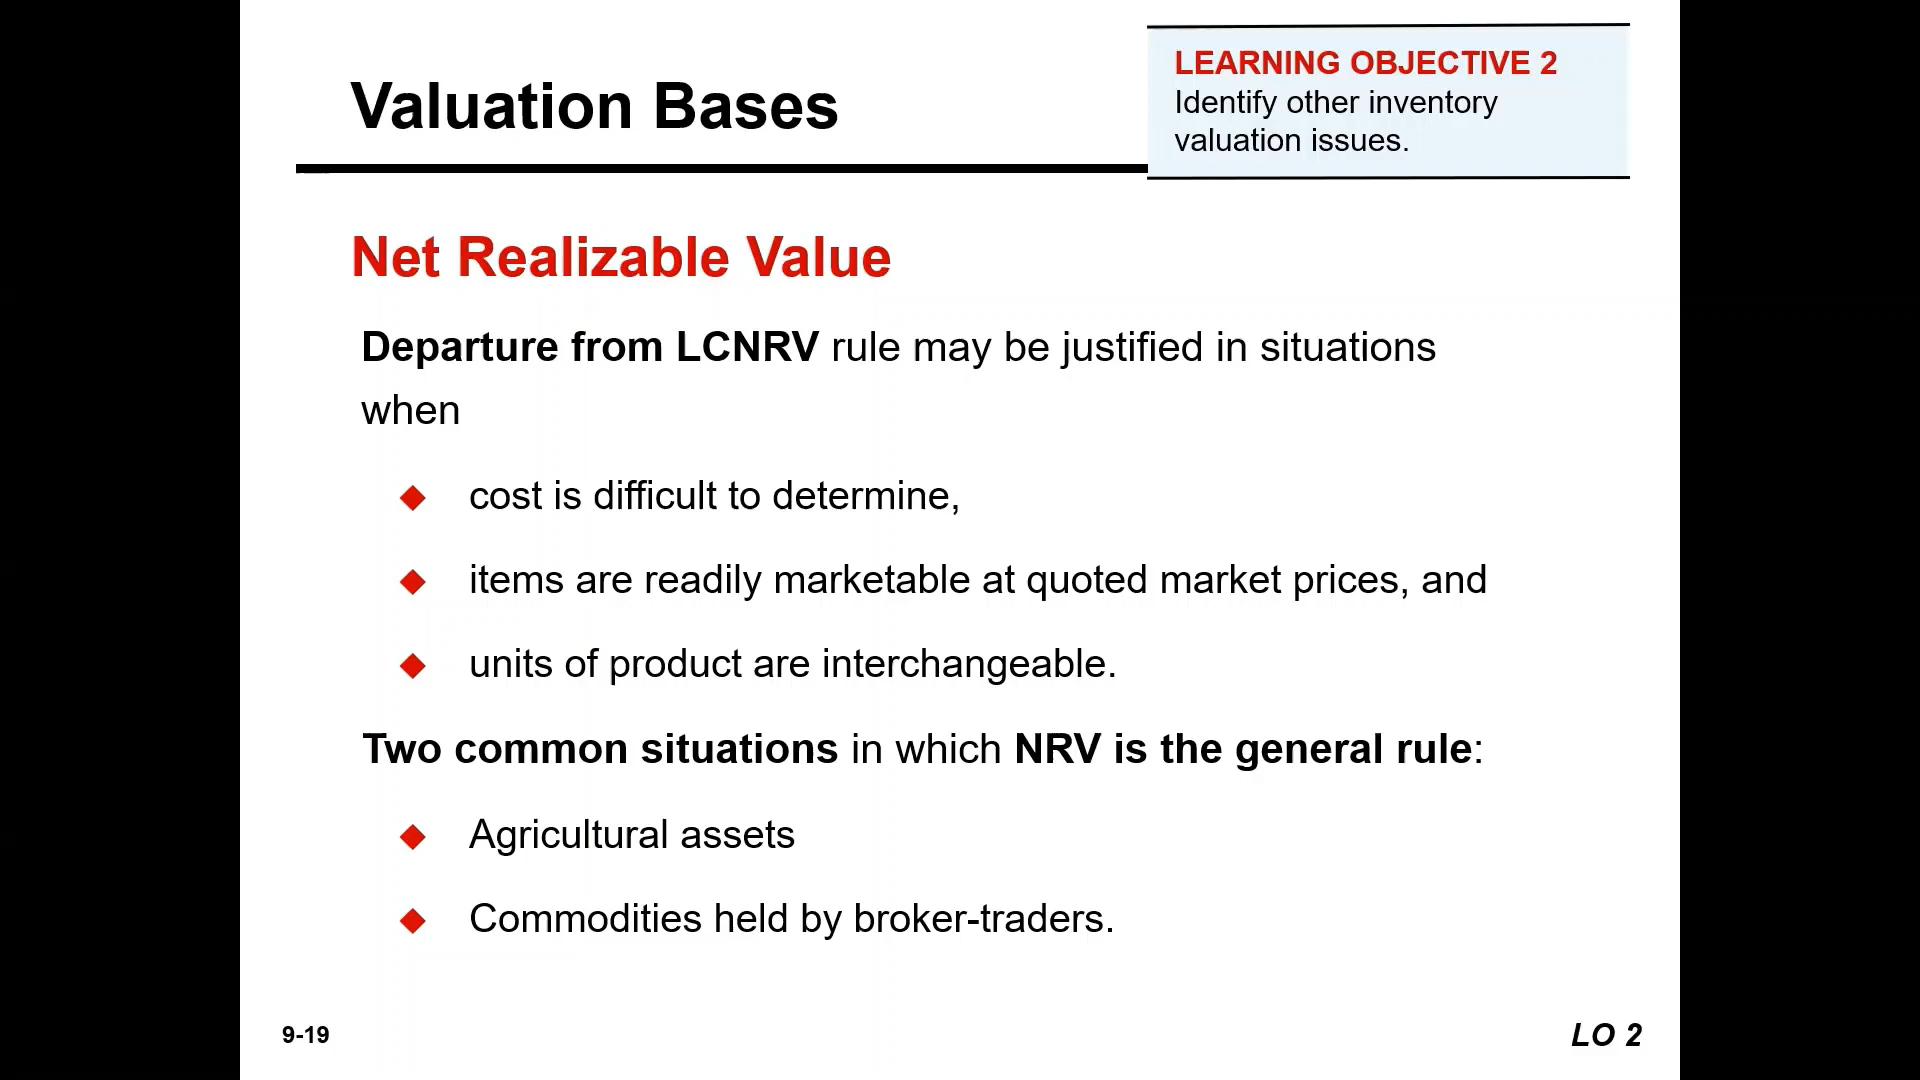 Valuation Bases
LEARNING OBJECTIVE 2
Identify other inventory
valuation issues.
Net Realizable Value
Departure from LCNRV rule may be justified in situations
when
cost is difficult to determine,
items are readily marketable at quoted market prices, and
units of product are interchangeable.
Two common situations in which NRV is the general rule:
Agricultural assets
Commodities held by broker-traders.
9-19
LO 2